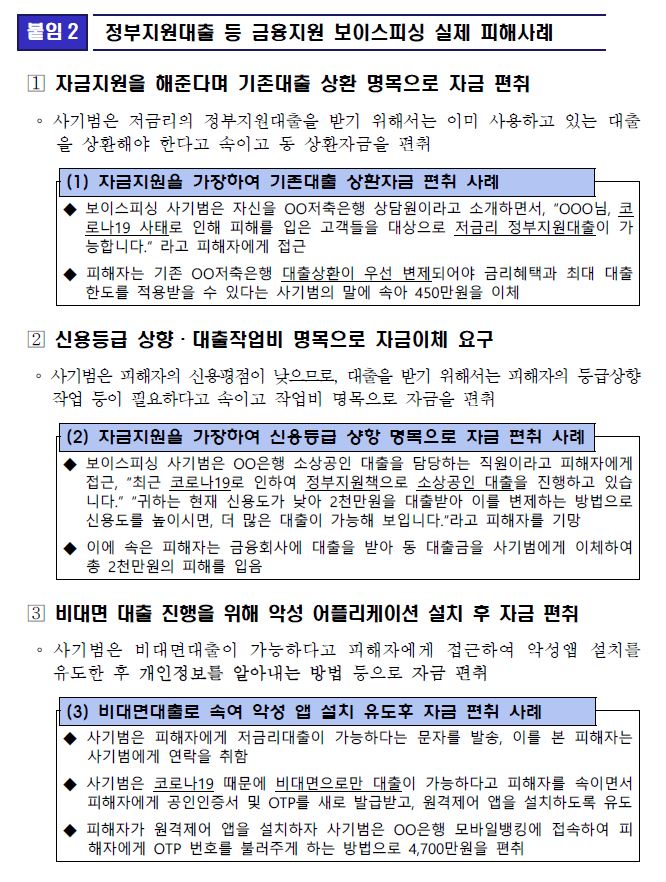 붙임 2 정부지원대출 등 금융지원 보이스피싱 실제 피해사례
1 자금지원을 해준다며 기존대출 상환 명목으로 자금 편취
◦ 사기범은 저금리의 정부지원대출을 받기 위해서는 이미 사용하고 있는 대출
을 상환해야 한다고 속이고 동 상환자금을 편취
(1) 자금지원을 가장하여 기존대출 상환자금 편취 사례
◆ 보이스피싱 사기범은 자신을 OO저축은행 상담원이라고 소개하면서, "OOO님, 코
로나19 사태로 인해 피해를 입은 고객들을 대상으로 저금리 정부지원대출이 가
능합니다." 라고 피해자에게 접근
◆ 피해자는 기존 OO저축은행 대출상환이 우선 변제되어야 금리혜택과 최대 대출
한도를 적용받을 수 있다는 사기범의 말에 속아 450만원을 이체
2 신용등급 상향 · 대출작업비 명목으로 자금이체 요구
◦ 사기범은 피해자의 신용평점이 낮으므로, 대출을 받기 위해서는 피해자의 등급상향
작업 등이 필요하다고 속이고 작업비 명목으로 자금을 편취
(2) 자금지원을 가장하여 신용등급 상향 명목으로 자금 편취 사례
◆ 보이스피싱 사기범은 OO은행 소상공인 대출을 담당하는 직원이라고 피해자에게
접근, "최근 코로나19로 인하여 정부지원책으로 소상공인 대출을 진행하고 있습
니다." "귀하는 현재 신용도가 낮아 2천만원을 대출받아 이를 변제하는 방법으로
신용도를 높이시면, 더 많은 대출이 가능해 보입니다."라고 피해자를 기망
◆ 이에 속은 피해자는 금융회사에 대출을 받아 동 대출금을 사기범에게 이체하여
총 2천만원의 피해를 입음
3 비대면 대출 진행을 위해 악성 어플리케이션 설치 후 자금 편취
◦ 사기범은 비대면대출이 가능하다고 피해자에게 접근하여 악성앱 설치를
유도한 후 개인정보를 알아내는 방법 등으로 자금 편취
(3) 비대면대출로 속여 악성 앱 설치 유도후 자금 편취 사례
◆ 사기범은 피해자에게 저금리대출이 가능하다는 문자를 발송, 이를 본 피해자는
사기범에게 연락을 취함
◆ 사기범은 코로나19 때문에 비대면으로만 대출이 가능하다고 피해자를 속이면서
피해자에게 공인인증서 및 OTP를 새로 발급받고, 원격제어 앱을 설치하도록 유도
◆ 피해자가 원격제어 앱을 설치하자 사기범은 OO은행 모바일뱅킹에 접속하여 피
해자에게 OTP 번호를 불러주게 하는 방법으로 4,700만원을 편취